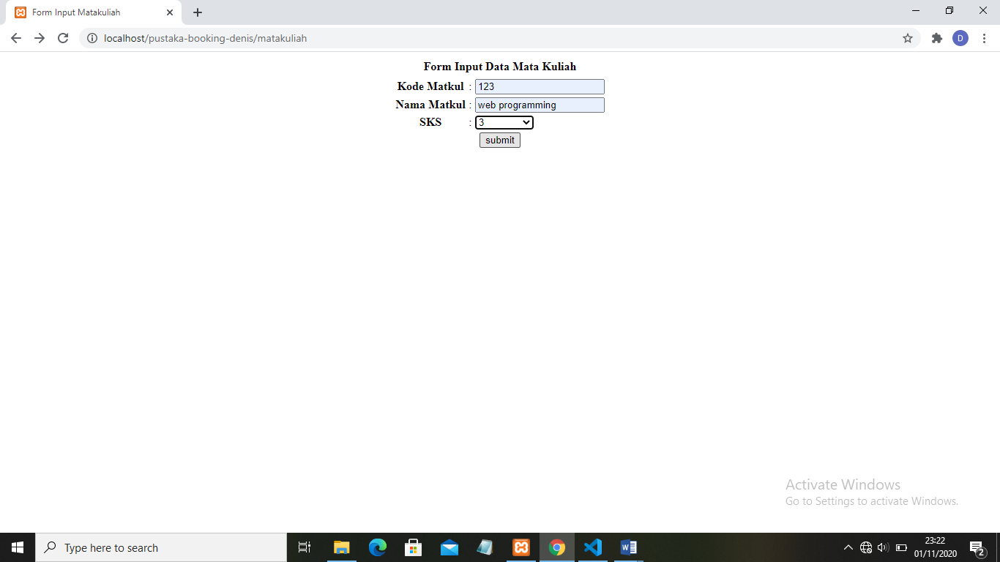 Form Input Matakuliah
localhost/pustaka-booking-denis/matakuliah
D
Form Input Data Mata Kuliah
Kode Matkul : 123
Nama Matkul : web programming
SKS : 3
submit
Activate Windows
Go to Settings to activate Windows.
Type here to search
23:22
01/11/2020
2